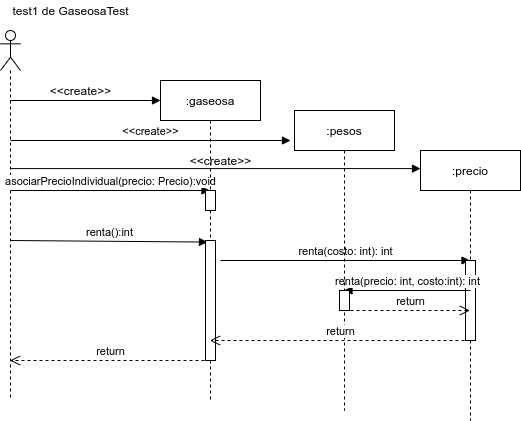 test1 de GaseosaTest
<<create>>
:gaseosa
<<create>>
:pesos
<<create>>
:precio
asociarPrecioIndividual(precio: Precio):void
renta():int
renta(costo: int): int
renta(precio: int, costo:int): int
return
return
return